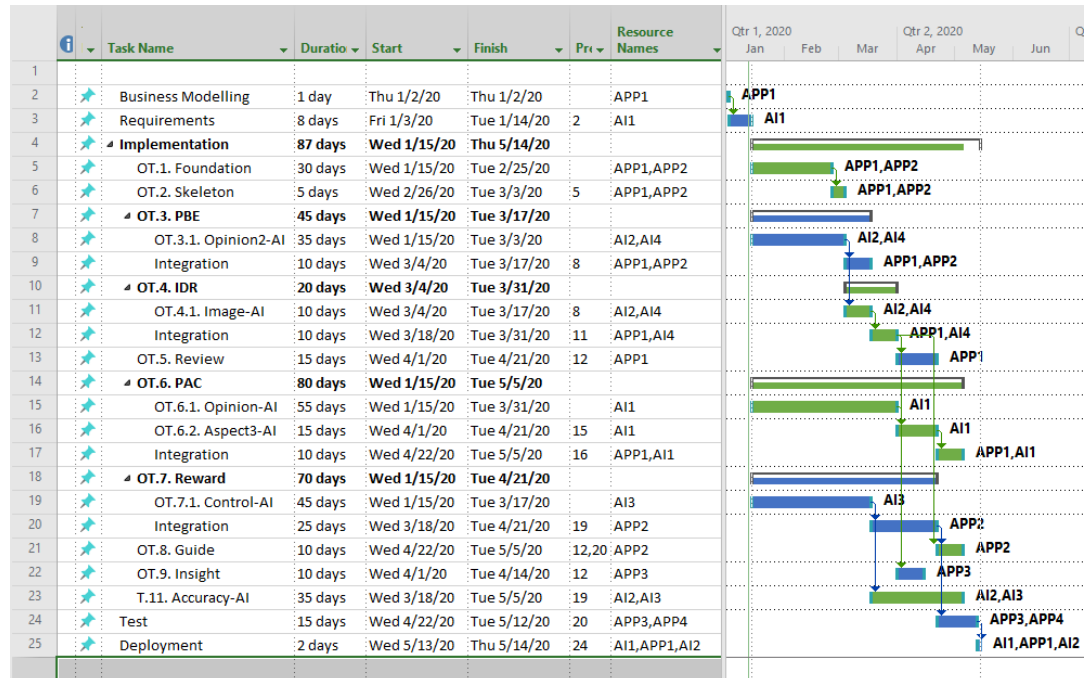 Qtr 1, 2020 Qtr 2, 2020 Q
Task Name Duration Start Finish Pre Resource Names Jan Feb Mar Apr May Jun
1
2 Business Modelling 1 day Thu 1/2/20 Thu 1/2/20 APP1 APP1
3 Requirements 8 days Fri 1/3/20 Tue 1/14/20 2 AI1 AI1
4 Implementation 87 days Wed 1/15/20 Thu 5/14/20
5 OT.1. Foundation 30 days Wed 1/15/20 Tue 2/25/20 APP1,APP2 APP1,APP2
6 OT.2. Skeleton 5 days Wed 2/26/20 Tue 3/3/20 5 APP1,APP2 APP1,APP2
7 OT.3. PBE 45 days Wed 1/15/20 Tue 3/17/20
8 OT.3.1. Opinion2-AI 35 days Wed 1/15/20 Tue 3/3/20 AI2,AI4 AI2,AI4
9 Integration 10 days Wed 3/4/20 Tue 3/17/20 8 APP1,APP2 APP1,APP2
10 OT.4. IDR 20 days Wed 3/4/20 Tue 3/31/20
11 OT.4.1. Image-AI 10 days Wed 3/4/20 Tue 3/17/20 8 AI2,AI4 AI2,AI4
12 Integration 10 days Wed 3/18/20 Tue 3/31/20 11 APP1,AI4 APP1,AI4
13 OT.5. Review 15 days Wed 4/1/20 Tue 4/21/20 12 APP1 APP1
14 OT.6. PAC 80 days Wed 1/15/20 Tue 5/5/20
15 OT.6.1. Opinion-AI 55 days Wed 1/15/20 Tue 3/31/20 AI1 AI1
16 OT.6.2. Aspect3-AI 15 days Wed 4/1/20 Tue 4/21/20 15 AI1 AI1
17 Integration 10 days Wed 4/22/20 Tue 5/5/20 16 APP1,AI1 APP1,AI1
18 OT.7. Reward 70 days Wed 1/15/20 Tue 4/21/20
19 OT.7.1. Control-AI 45 days Wed 1/15/20 Tue 3/17/20 AI3 AI3
20 Integration 25 days Wed 3/18/20 Tue 4/21/20 19 APP2 APP2
21 OT.8. Guide 10 days Wed 4/22/20 Tue 5/5/20 12,20 APP2 APP2
22 OT.9. Insight 10 days Wed 4/1/20 Tue 4/14/20 12 APP3 APP3
23 T.11. Accuracy-AI 35 days Wed 3/18/20 Tue 5/5/20 19 AI2,AI3 AI2,AI3
24 Test 15 days Wed 4/22/20 Tue 5/12/20 20 APP3,APP4 APP3,APP4
25 Deployment 2 days Wed 5/13/20 Thu 5/14/20 24 AI1,APP1,AI2 AI1,APP1,AI2